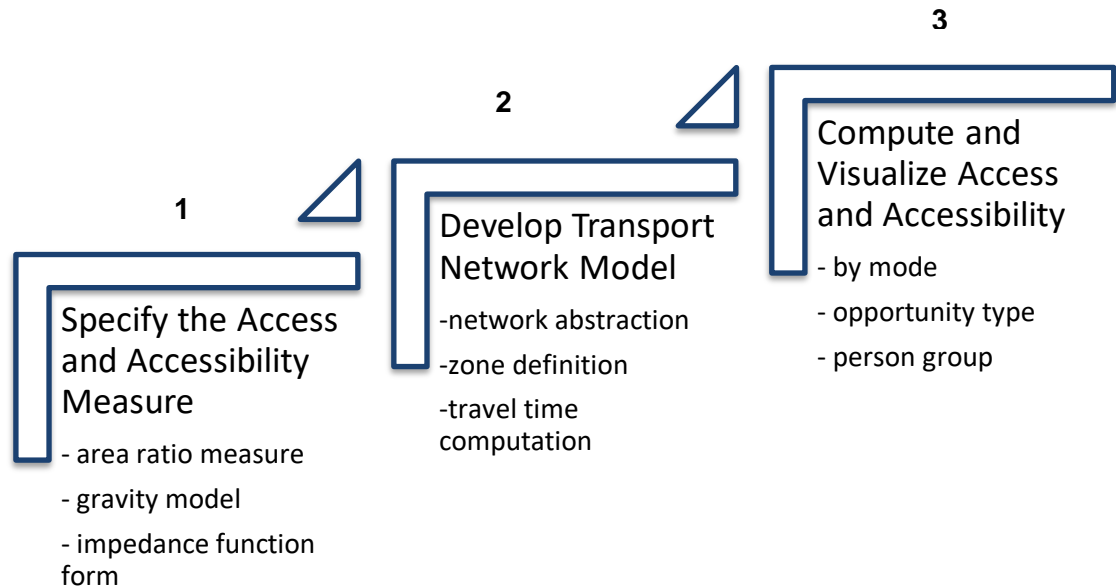 1
Specify the Access
and Accessibility
Measure
- area ratio measure
- gravity model
- impedance function
form
2
Develop Transport
Network Model
-network abstraction
-zone definition
-travel time
computation
3
Compute and
Visualize Access
and Accessibility
- by mode
- opportunity type
- person group